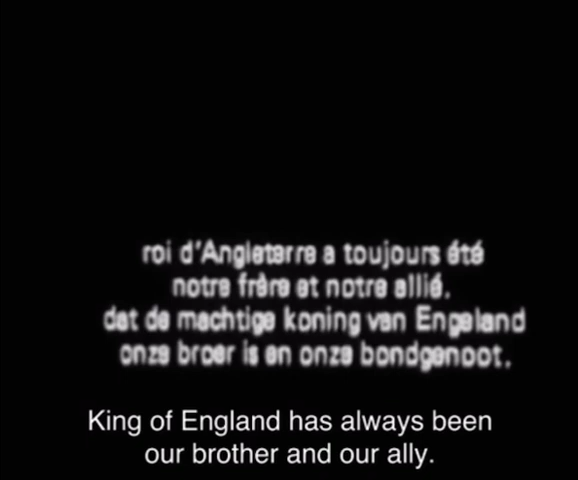 roi d'Angleterre a toujours été
notre frère et notre allié.
dat de machtige koning van Engeland
onze broer is en onze bondgenoot.
King of England has always been
our brother and our ally.